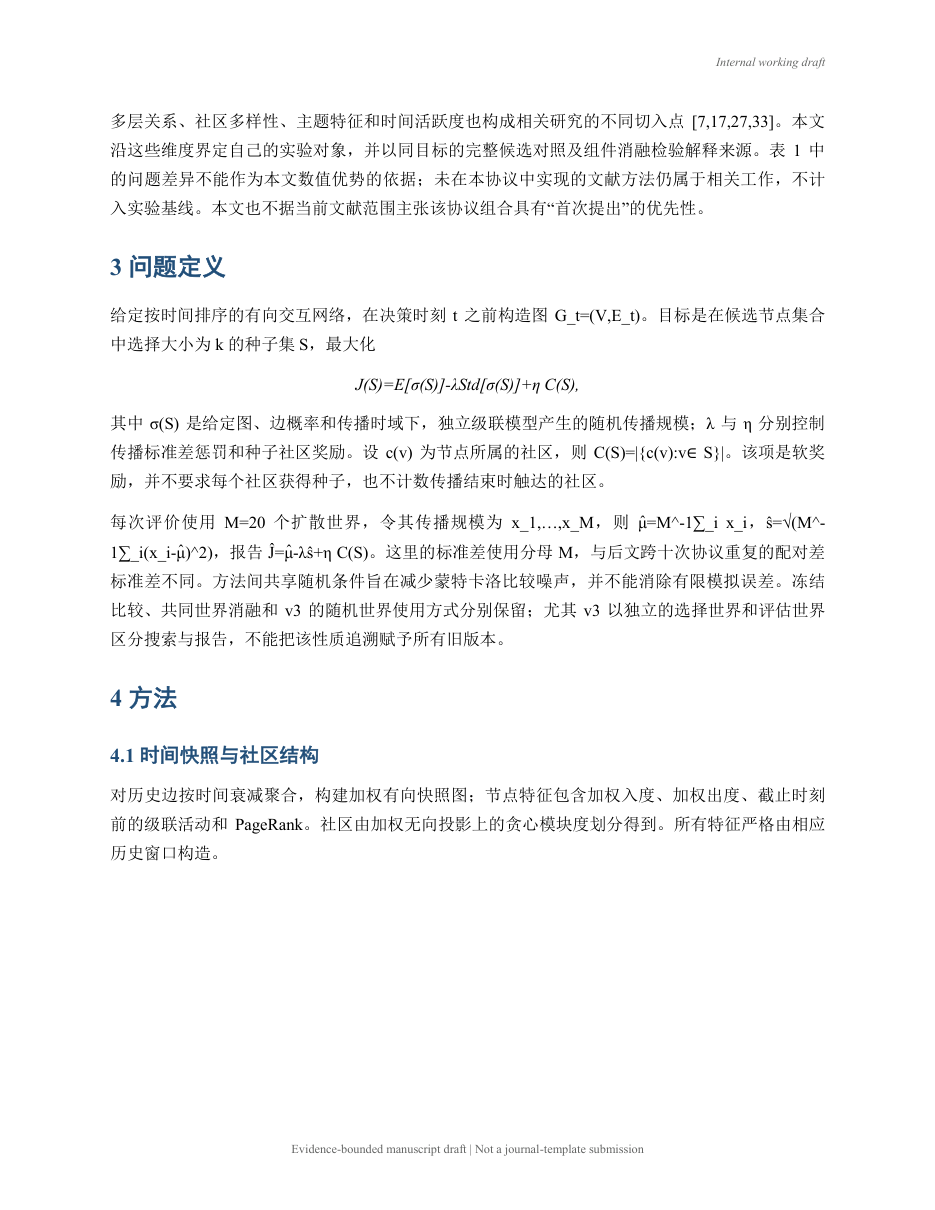 Internal working draft
多层关系、社区多样性、主题特征和时间活跃度也构成相关研究的不同切入点 [7,17,27,33]。本文
沿这些维度界定自己的实验对象，并以同目标的完整候选对照及组件消融检验解释来源。表 1 中
的问题差异不能作为本文数值优势的依据；未在本协议中实现的文献方法仍属于相关工作，不计
入实验基线。本文也不据当前文献范围主张该协议组合具有“首次提出”的优先性。
3 问题定义
给定按时间排序的有向交互网络，在决策时刻 t 之前构造图 G_t=(V,E_t)。目标是在候选节点集合
中选择大小为 k 的种子集 S，最大化
J(S)=E[σ(S)]-λStd[σ(S)]+η C(S),
其中 σ(S) 是给定图、边概率和传播时域下，独立级联模型产生的随机传播规模；λ 与 η 分别控制
传播标准差惩罚和种子社区奖励。设 c(v) 为节点所属的社区，则 C(S)=|{c(v):v∈ S}|。该项是软奖
励，并不要求每个社区获得种子，也不计数传播结束时触达的社区。
每次评价使用 M=20 个扩散世界，令其传播规模为 x_1,…,x_M，则 μ̂=M^-1∑_i x_i，ŝ=√(M^-
1∑_i(x_i-μ̂)^2)，报告 Ĵ=μ̂-λŝ+η C(S)。这里的标准差使用分母 M，与后文跨十次协议重复的配对差
标准差不同。方法间共享随机条件旨在减少蒙特卡洛比较噪声，并不能消除有限模拟误差。冻结
比较、共同世界消融和 v3 的随机世界使用方式分别保留；尤其 v3 以独立的选择世界和评估世界
区分搜索与报告，不能把该性质追溯赋予所有旧版本。
4 方法
4.1 时间快照与社区结构
对历史边按时间衰减聚合，构建加权有向快照图；节点特征包含加权入度、加权出度、截止时刻
前的级联活动和 PageRank。社区由加权无向投影上的贪心模块度划分得到。所有特征严格由相应
历史窗口构造。
Evidence-bounded manuscript draft | Not a journal-template submission